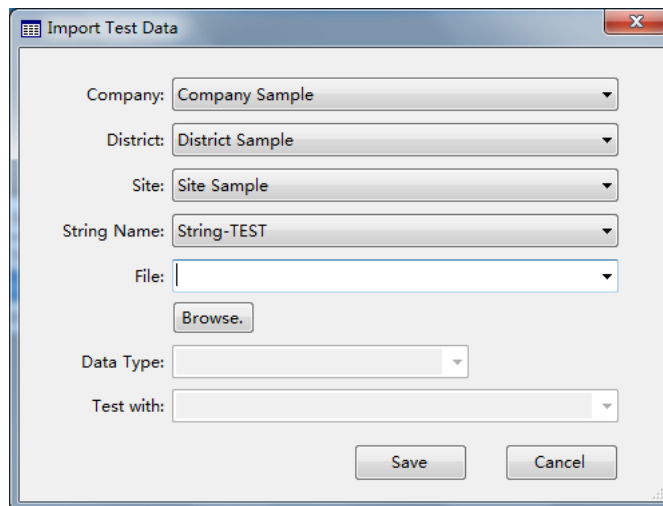 Import Test Data
Company: Company Sample
District: District Sample
Site: Site Sample
String Name: String-TEST
File:
Browse.
Data Type:
Test with:
Save Cancel